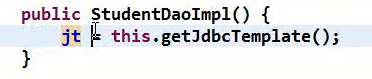 public StudentDaoImpl() {
jt = this.getJdbcTemplate();
}